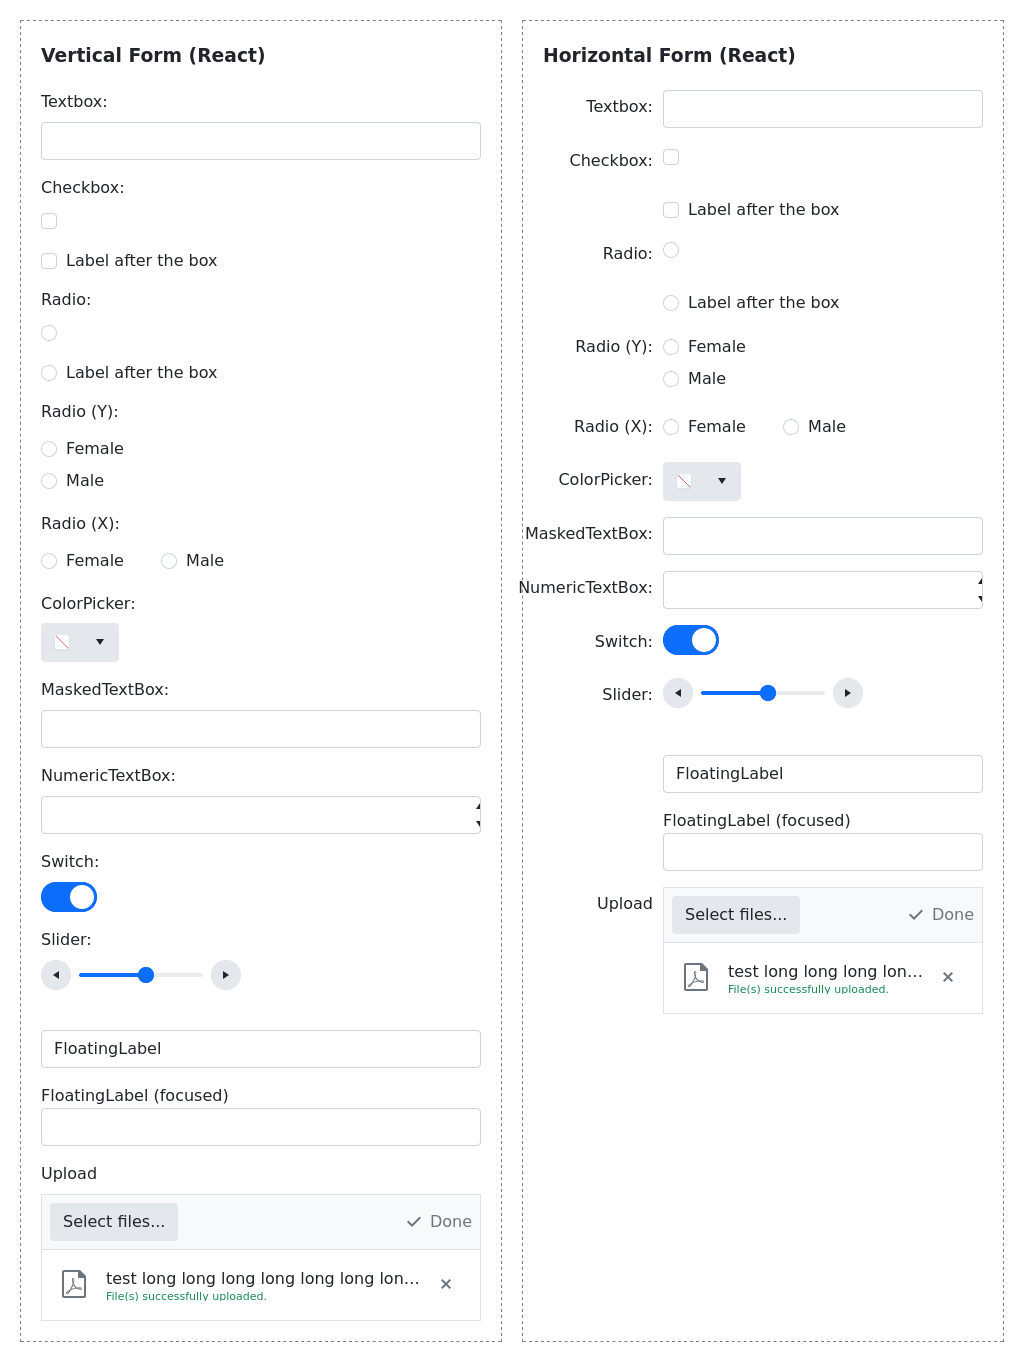 Vertical Form (React)
Textbox:
Checkbox:
Label after the box
Radio:
Label after the box
Radio (Y):
Female
Male
Radio (X):
Female Male
ColorPicker:
MaskedTextBox:
NumericTextBox:
Switch:
Slider:
FloatingLabel
FloatingLabel (focused)
Upload
Select files... Done
test long long long long long long lon...
File(s) successfully uploaded.
Horizontal Form (React)
Textbox:
Checkbox:
Label after the box
Radio:
Label after the box
Radio (Y): Female
Male
Radio (X): Female Male
ColorPicker:
MaskedTextBox:
NumericTextBox:
Switch:
Slider:
FloatingLabel
FloatingLabel (focused)
Upload Select files... Done
test long long long lon...
File(s) successfully uploaded.